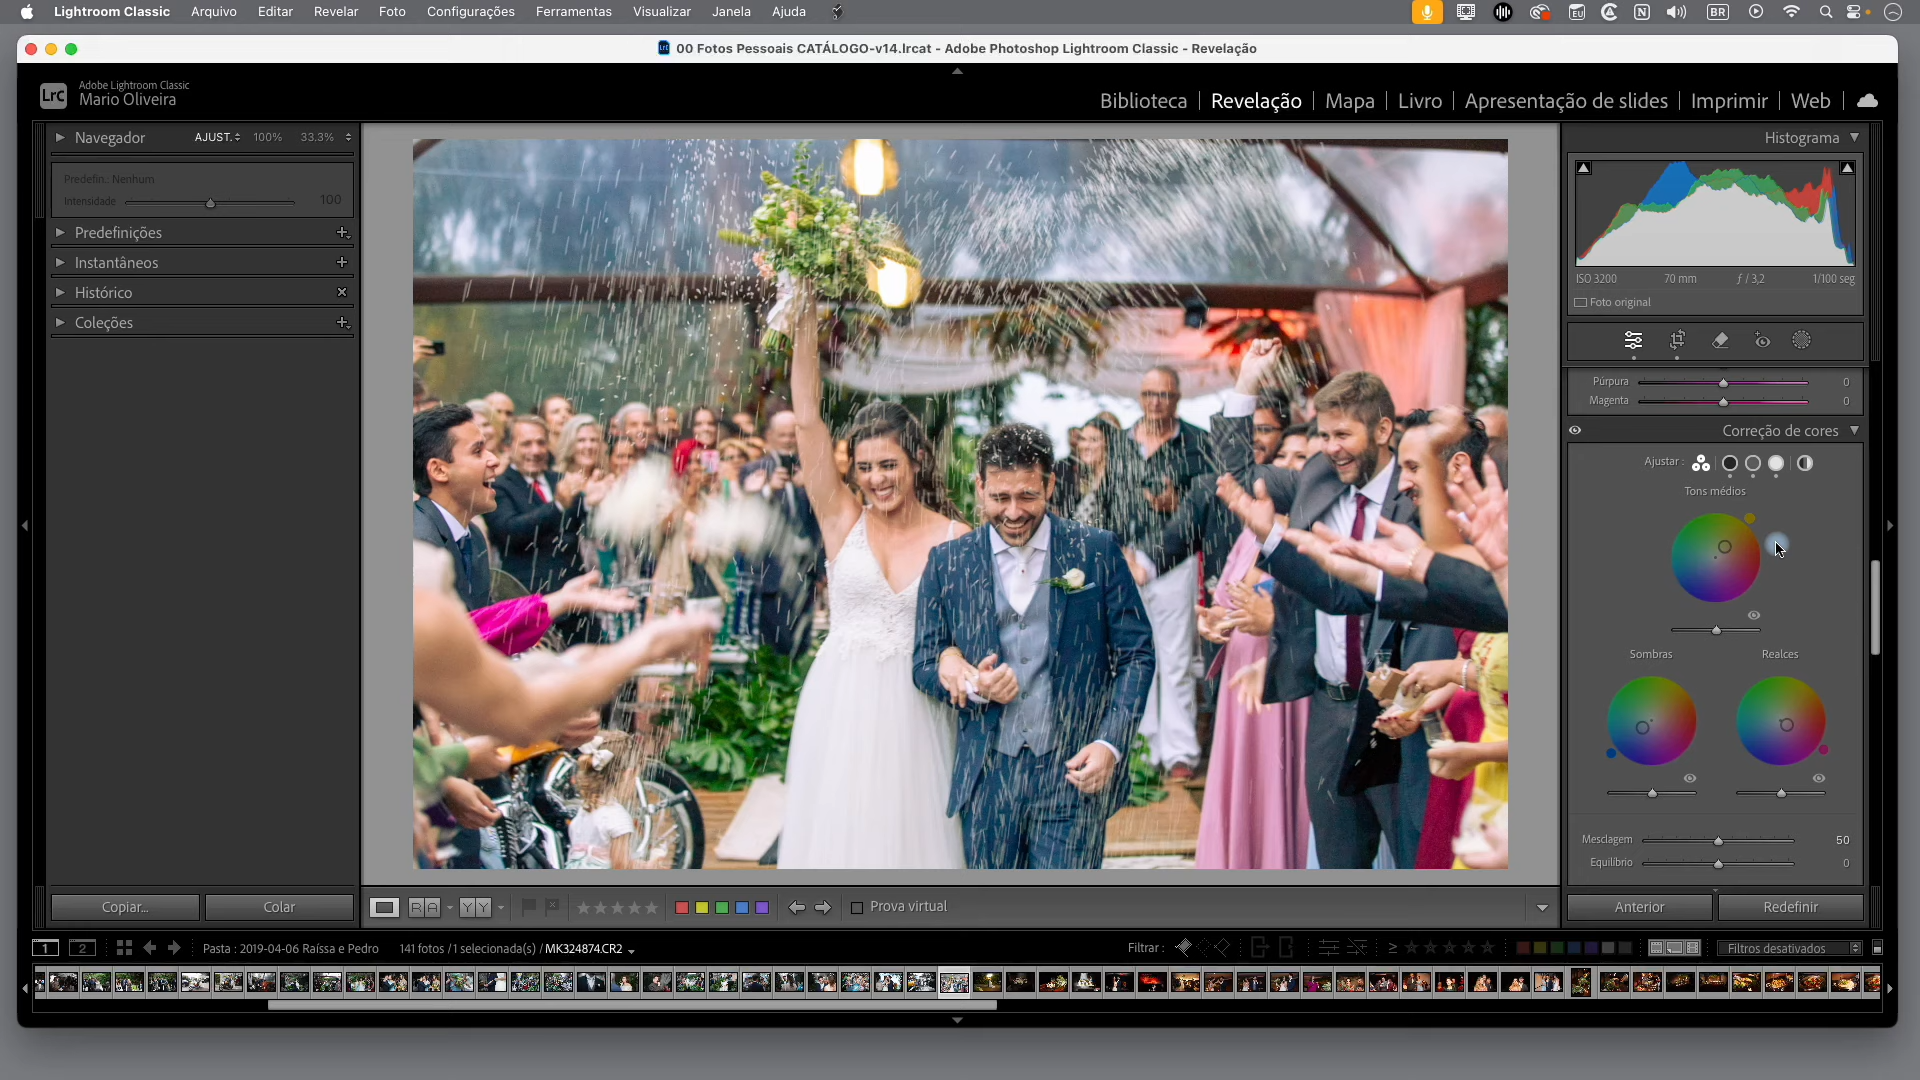 Lightroom Classic Arquivo Editar Revelar Foto Configurações Ferramentas Visualizar Janela Ajuda EU N BR
LrC 00 Fotos Pessoais CATÁLOGO-v14.lrcat - Adobe Photoshop Lightroom Classic - Revelação
LrC
Adobe Lightroom Classic
Mario Oliveira
Biblioteca | Revelação | Mapa | Livro | Apresentação de slides | Imprimir | Web
Navegador AJUST. 100% 33.3%
Predefin.: Nenhum
Intensidade 100
Predefinições
Instantâneos
Histórico
Coleções
Histograma
ISO 3200 70 mm ƒ / 3,2 1/100 seg
Foto original
Púrpura 0
Magenta 0
Correção de cores
Ajustar :
Tons médios
Sombras Realces
Mesclagem 50
Equilíbrio 0
Copiar... Colar
R A Y Y Prova virtual
Anterior Redefinir
1 2 Pasta : 2019-04-06 Raíssa e Pedro 141 fotos / 1 selecionada(s) / MK324874.CR2
Filtrar : ≥ Filtros desativados